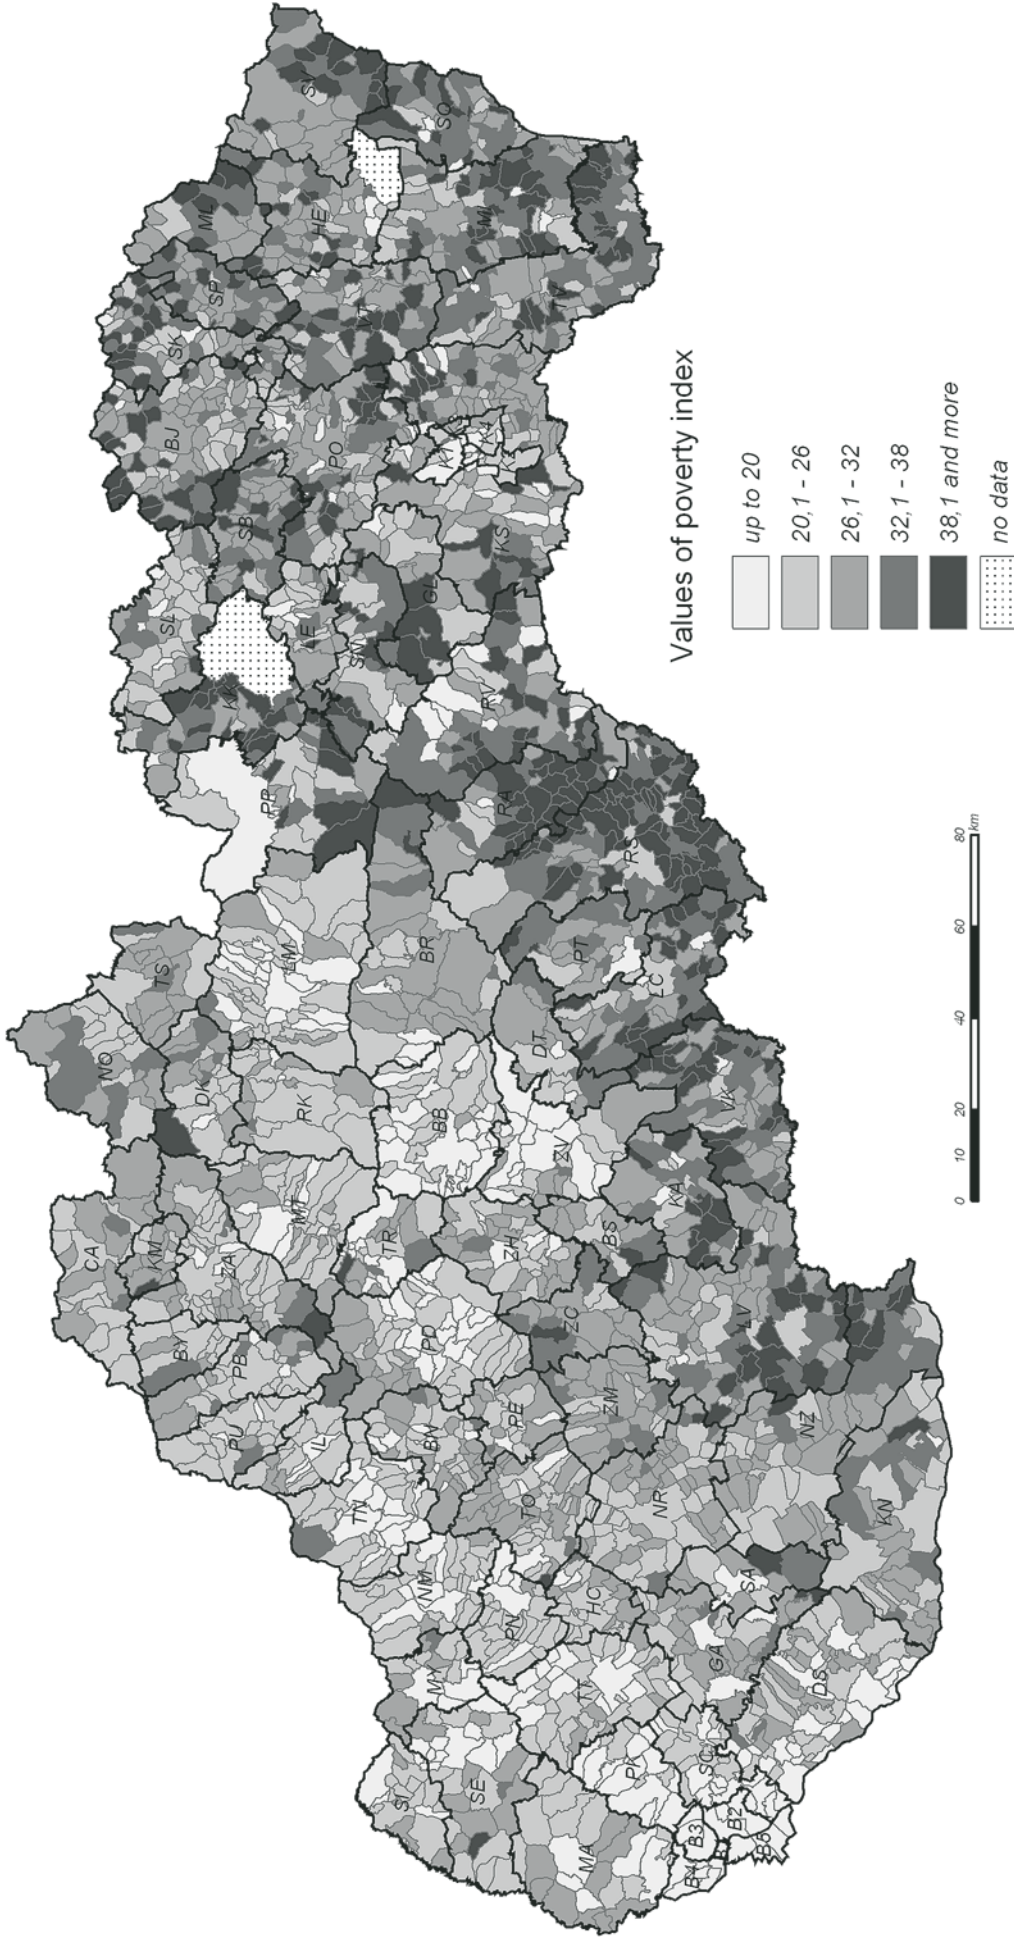 Values of poverty index
up to 20
20,1 - 26
26,1 - 32
32,1 - 38
38,1 and more
no data
0 10 20 40 60 80 km
SI
SE
MA
MY
NM
PN
TT
PK
SC
B4
B3
B2
B5
DS
GA
SA
HC
TN
TO
NR
IL
PU
PB
BN
PE
ZM
NZ
KN
CA
KM
BY
ZA
PD
ZC
LV
MT
TR
ZH
BS
KA
VK
NO
TS
DK
RK
BB
ZV
DT
LM
BR
PT
LC
PP
RA
RS
RV
KK
SL
SN
GL
KS
SB
BJ
PO
SK
SP
VT
TV
ML
HE
MI
SV
SO